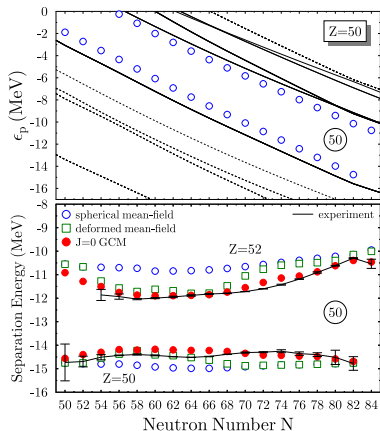 0
-2
-4
-6
-8
-10
-12
-14
-16
ϵp (MeV)
Z=50
50
-8
-9
-10
-11
-12
-13
-14
-15
-16
Separation Energy (MeV)
spherical mean-field
deformed mean-field
J=0 GCM
experiment
Z=52
50
Z=50
50 52 54 56 58 60 62 64 66 68 70 72 74 76 78 80 82 84
Neutron Number N